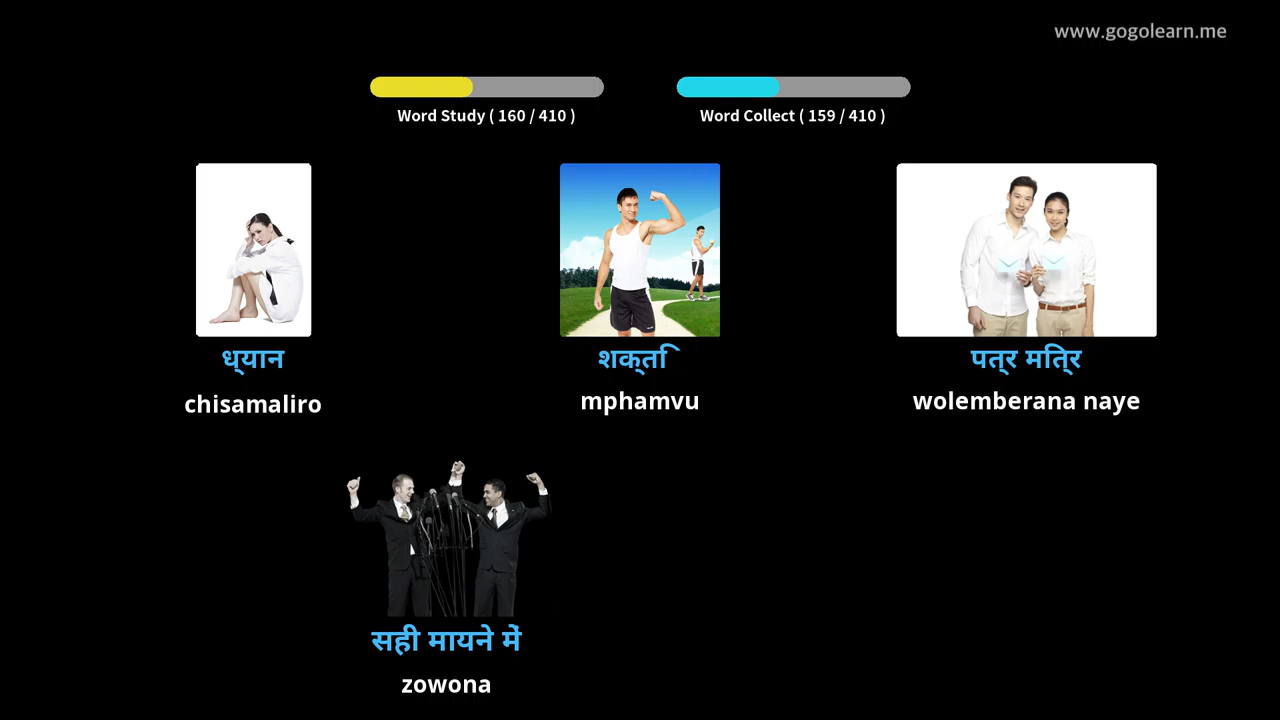 www.gogolearn.me
Word Study ( 160 / 410 )
Word Collect ( 159 / 410 )
ध्यान
शक्ति
पत्र मित्र
chisamaliro
mphamvu
wolemberana naye
सही मायने में
zowona